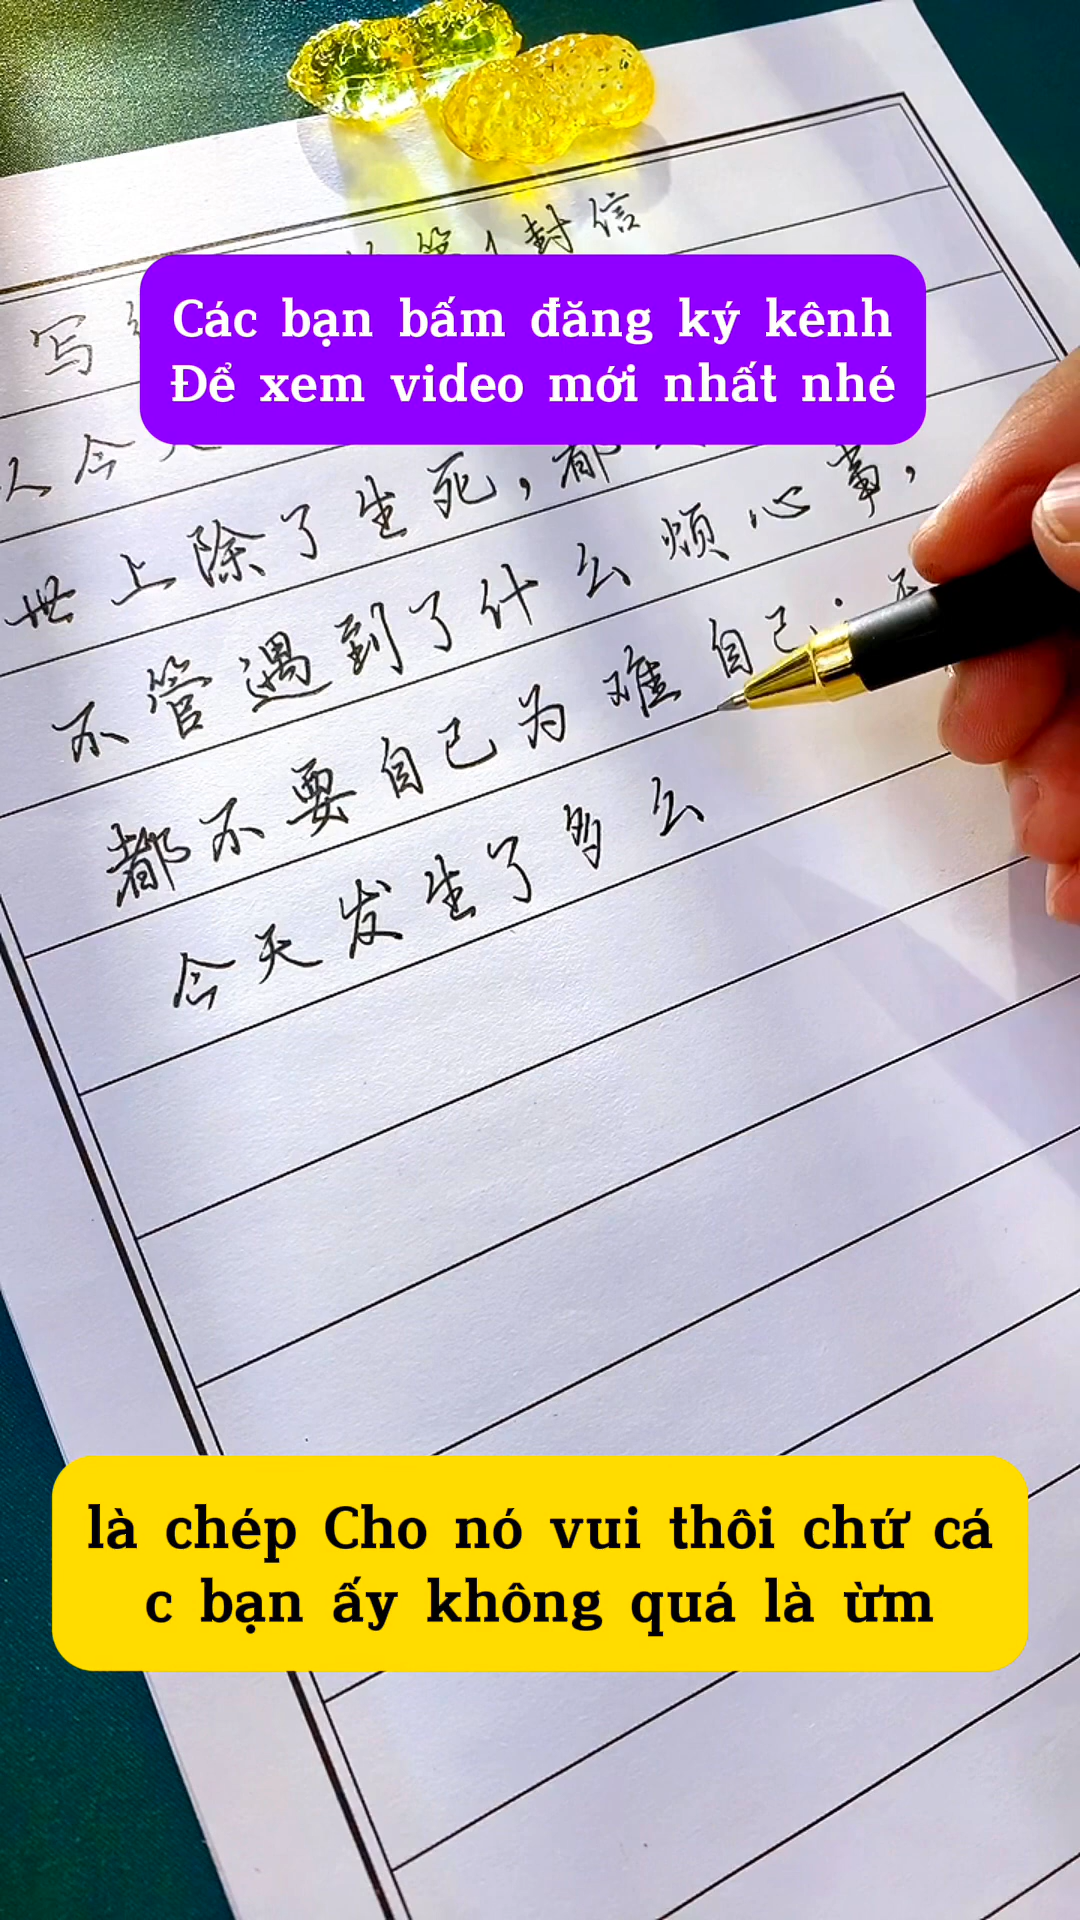 写
封信
Các bạn bấm đăng ký kênh
Để xem video mới nhất nhé
人今
世上除了生死，都
不管遇到了什么烦心事，
都不要自己为难自己；
今天发生了多么
là chép Cho nó vui thôi chứ cá
c bạn ấy không quá là ừm